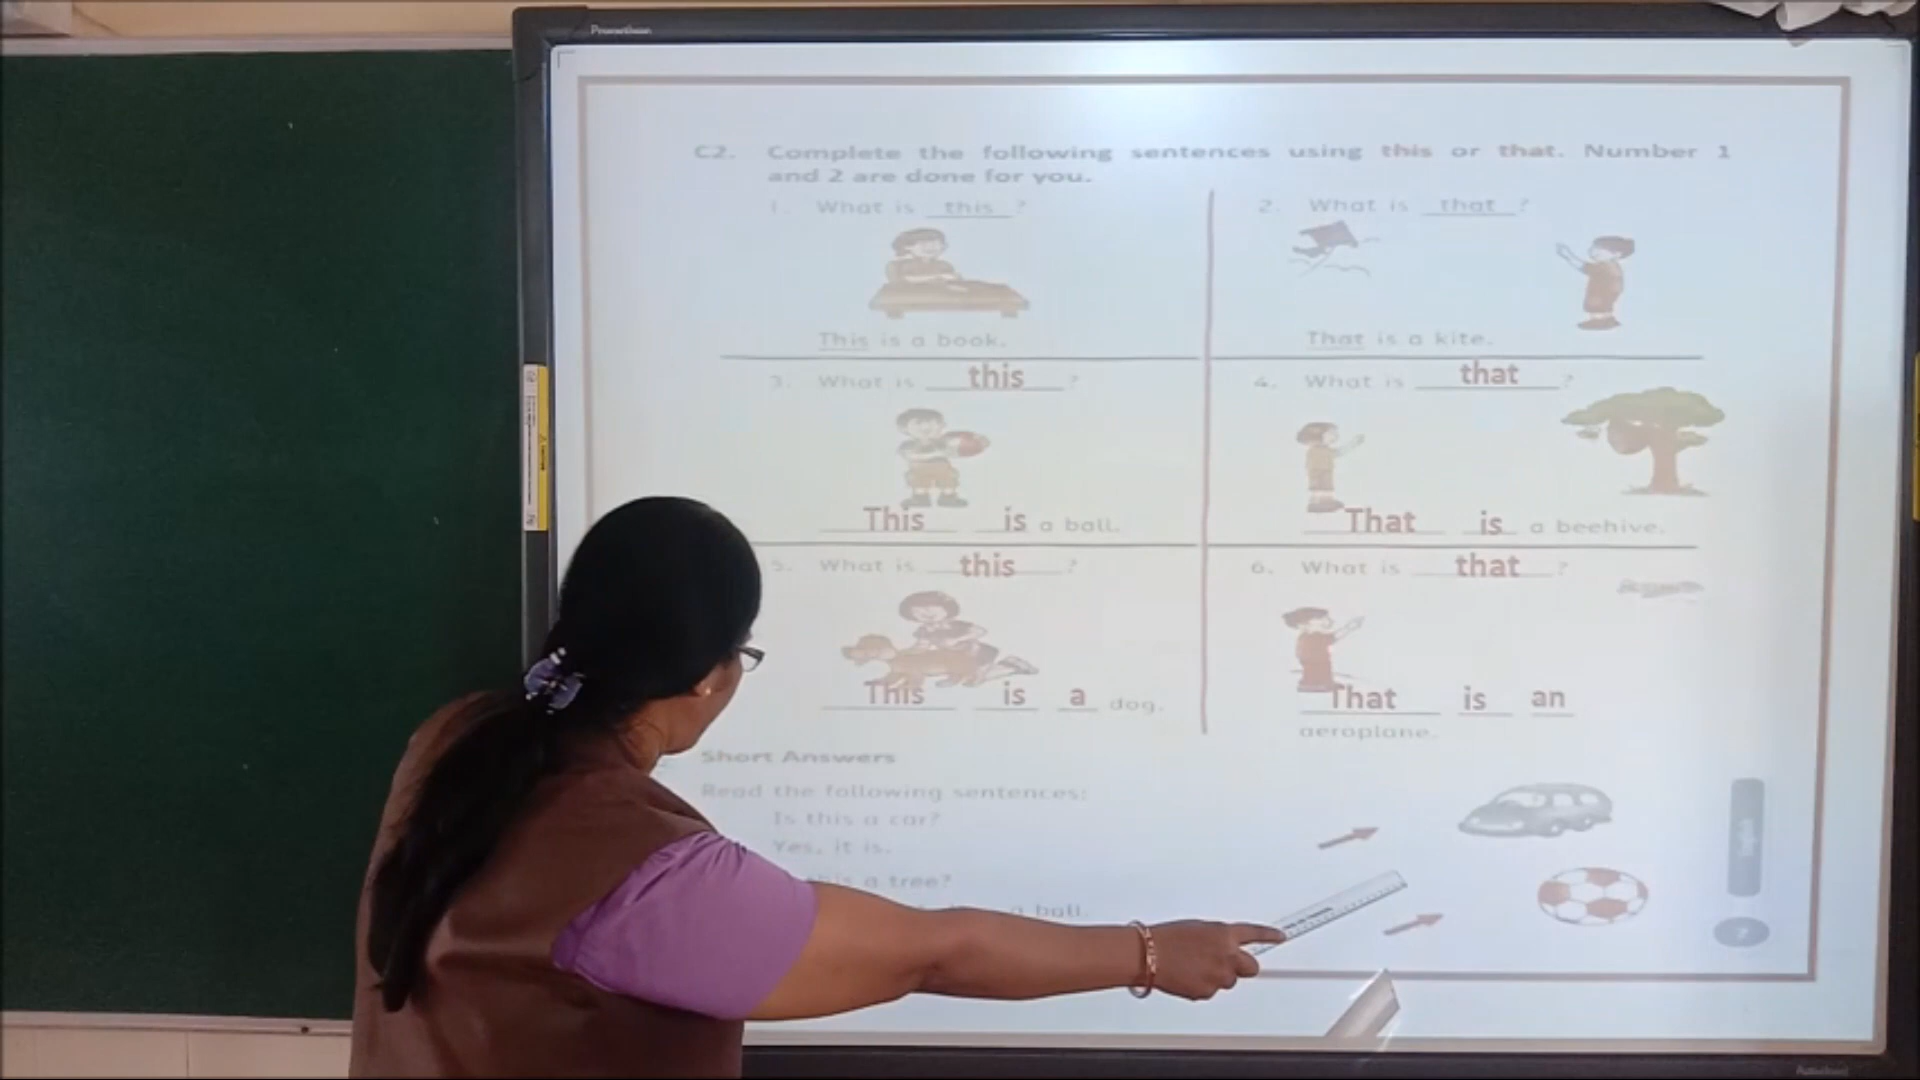 Promethean
C2. Complete the following sentences using this or that. Number 1
and 2 are done for you.
1. What is this ?
2. What is that ?
This is a book.
That is a kite.
3. What is this ?
4. What is that ?
This is a ball.
That is a beehive.
5. What is this ?
6. What is that ?
This is a dog.
That is an
aeroplane.
Short Answers
Read the following sentences:
Is this a car?
Yes, it is.
this a tree?
a ball.
7